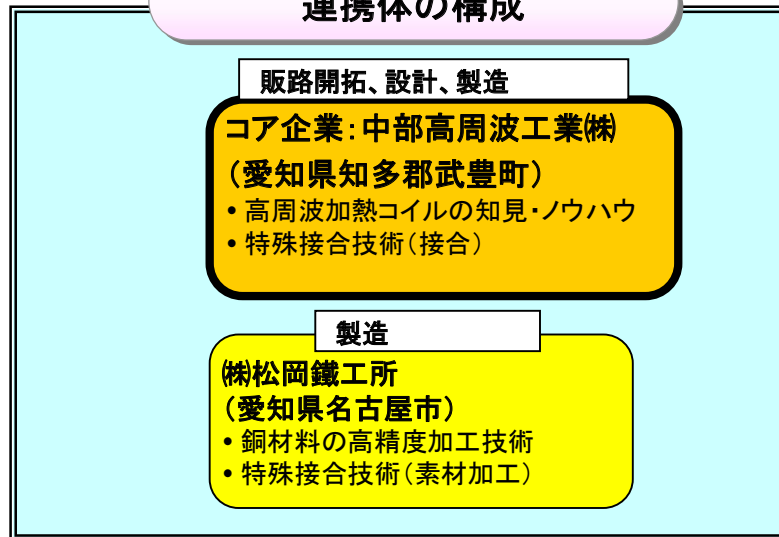 連携体の構成
販路開拓、設計、製造
コア企業：中部高周波工業㈱
（愛知県知多郡武豊町）
• 高周波加熱コイルの知見・ノウハウ
• 特殊接合技術（接合）
製造
㈱松岡鐵工所
（愛知県名古屋市）
• 銅材料の高精度加工技術
• 特殊接合技術（素材加工）